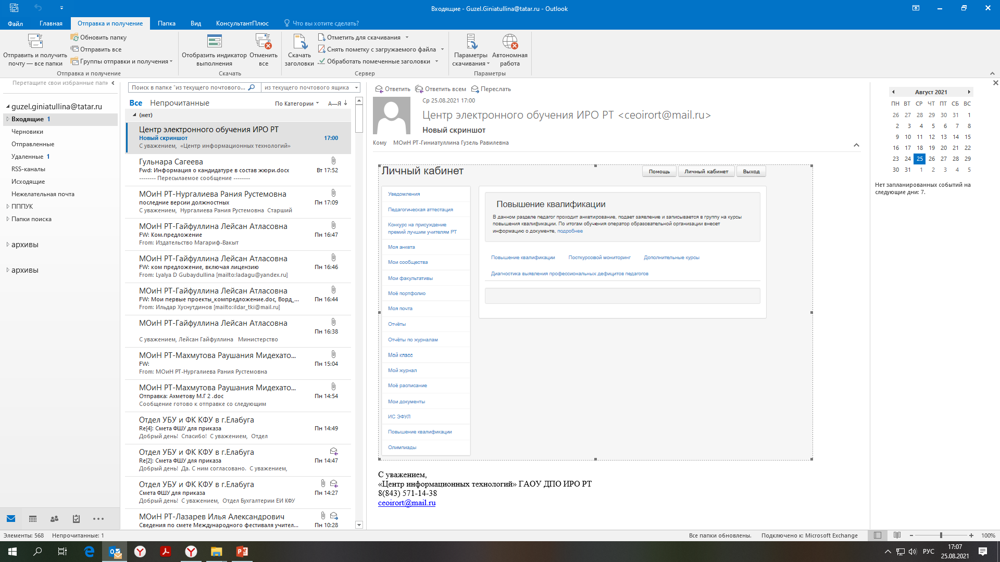 Входящие - Guzel.Giniatullina@tatar.ru - Outlook
Файл Главная Отправка и получение Папка Вид КонсультантПлюс Что вы хотите сделать?
Отправить и получить почту — все папки
Обновить папку
Отправить все
Группы отправки и получения
Отправка и получение
Отобразить индикатор выполнения
Отменить все
Скачать
Скачать заголовки
Отметить для скачивания
Снять пометку с загружаемого файла
Обработать помеченные заголовки
Сервер
Параметры скачивания
Автономная работа
Параметры
Перетащите свои избранные
guzel.giniatullina@tatar.ru
Входящие 1
Черновики
Отправленные
Удаленные 1
RSS-каналы
Исходящие
Нежелательная почта
ПППУК
Папки поиска
архивы
архивы
Поиск в папке "из текущего почтового... из текущего почтового ящика
Все Непрочитанные По Категории А—Я
(нет)
Центр электронного обучения ИРО РТ
Новый скриншот 17:00
С уважением, «Центр информационных технологий»
Гульнара Сагеева
Fwd: Информация о кандидатуре в состав жюри.docx Вт 17:52
-------- Пересылаемое сообщение --------
МОиН РТ-Нургалиева Рания Рустемовна
последние версии должностных Пн 17:09
С уважением, Нургалиева Рания Рустемовна Старший
МОиН РТ-Гайфуллина Лейсан Атласовна
FW: Ком.предложение Пн 16:47
From: Издательство Магариф-Вакыт
МОиН РТ-Гайфуллина Лейсан Атласовна
FW: ком предложение, включая лицензию Пн 16:46
From: Lyalya D Gubaydullina [mailto:ladagu@yandex.ru]
МОиН РТ-Гайфуллина Лейсан Атласовна
FW: Мои первые проекты_компредложение.doc, Ворд_... Пн 16:44
From: Ильдар Хуснутдинов [mailto:ildar_tki@mail.ru]
МОиН РТ-Гайфуллина Лейсан Атласовна
Пн 16:38
С уважением, Лейсан Гайфуллина Министерство
МОиН РТ-Махмутова Раушания Мидехато...
FW: Пн 15:04
From: МОиН РТ-Нургалиева Рания Рустемовна
МОиН РТ-Махмутова Раушания Мидехато...
Отправка: Ахметову М.Г 2 .doc Пн 14:54
Сообщение готово к отправке со следующим
Отдел УБУ и ФК КФУ в г.Елабуга
Re[4]: Смета ФШУ для приказа Пн 14:49
Добрый день! Спасибо! С уважением, Отдел
Отдел УБУ и ФК КФУ в г.Елабуга
Re[2]: Смета ФШУ для приказа Пн 14:47
Добрый день! Да. С ним согласовано. С уважением,
Отдел УБУ и ФК КФУ в г.Елабуга
Смета ФШУ для приказа Пн 14:27
Добрый день! С уважением, Отдел Бухгалтерии ЕИ КФУ
МОиН РТ-Лазарев Илья Александрович
Сведения по смете Международного фестиваля учител... Пн 10:28
Ответить Ответить всем Переслать
Ср 25.08.2021 17:00
Центр электронного обучения ИРО РТ <ceoirort@mail.ru>
Новый скриншот
Кому МОиН РТ-Гиниатуллина Гузель Равилевна
Личный кабинет
Помощь Личный кабинет Выход
Уведомления
Педагогическая аттестация
Конкурс на присуждение
премий лучшим учителям РТ
Моя анкета
Мои сообщества
Мои факультативы
Моё портфолио
Моя почта
Отчёты
Отчёты по журналам
Мой класс
Мой журнал
Моё расписание
Мои документы
ИС ЭФУЛ
Повышение квалификации
Олимпиады
Повышение квалификации
В данном разделе педагог проходит анкетирование, подает заявление и записывается в группу на курсы
повышения квалификации. По итогам обучения оператор образовательной организации внесет
информацию о документе, подробнее
Повышение квалификации Посткурсовой мониторинг Дополнительные курсы
Диагностика выявления профессиональных дефицитов педагогов
С уважением,
«Центр информационных технологий» ГАОУ ДПО ИРО РТ
8(843) 571-14-38
ceoirort@mail.ru
Август 2021
ПН ВТ СР ЧТ ПТ СБ ВС
26 27 28 29 30 31 1
2 3 4 5 6 7 8
9 10 11 12 13 14 15
16 17 18 19 20 21 22
23 24 25 26 27 28 29
30 31 1 2 3 4 5
Нет запланированных событий на
следующие дни: 7.
Элементы: 568 Непрочитанные: 1 Все папки обновлены. Подключено к: Microsoft Exchange 100%
РУС 17:07
25.08.2021